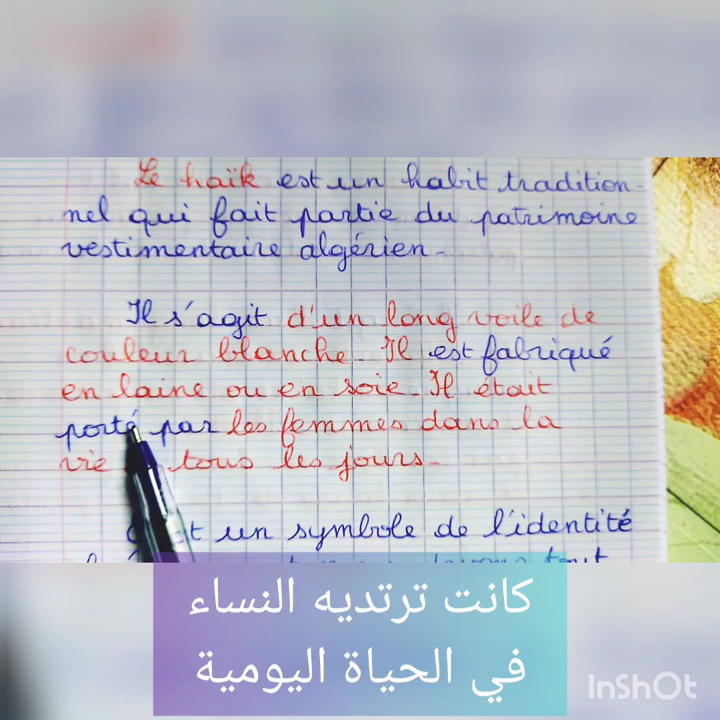 Le haïk est un habit tradition-
nel qui fait partie du patrimoine
vestimentaire algérien.
Il s'agit d'un long voile de
couleur blanche. Il est fabriqué
en laine ou en soie. Il était
porté par les femmes dans la
vie tous les jours.
un symbole de l'identité
كانت ترتديه النساء
في الحياة اليومية
InShOt